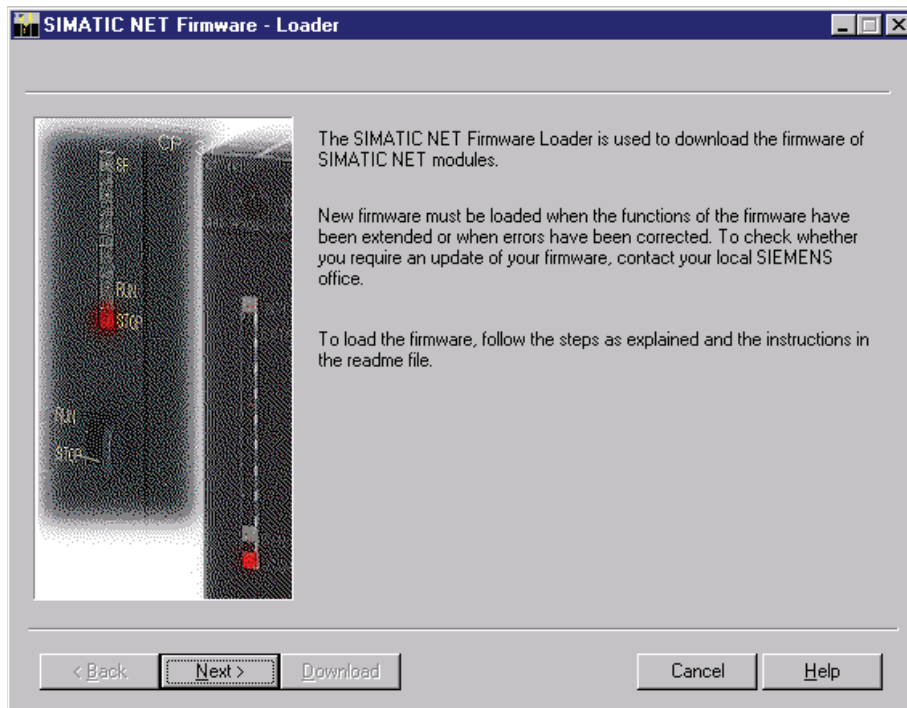 SIMATIC NET Firmware - Loader
CP 3
SF
RUN
STOP
RUN
STOP
The SIMATIC NET Firmware Loader is used to download the firmware of
SIMATIC NET modules.
New firmware must be loaded when the functions of the firmware have
been extended or when errors have been corrected. To check whether
you require an update of your firmware, contact your local SIEMENS
office.
To load the firmware, follow the steps as explained and the instructions in
the readme file.
< Back Next > Download Cancel Help